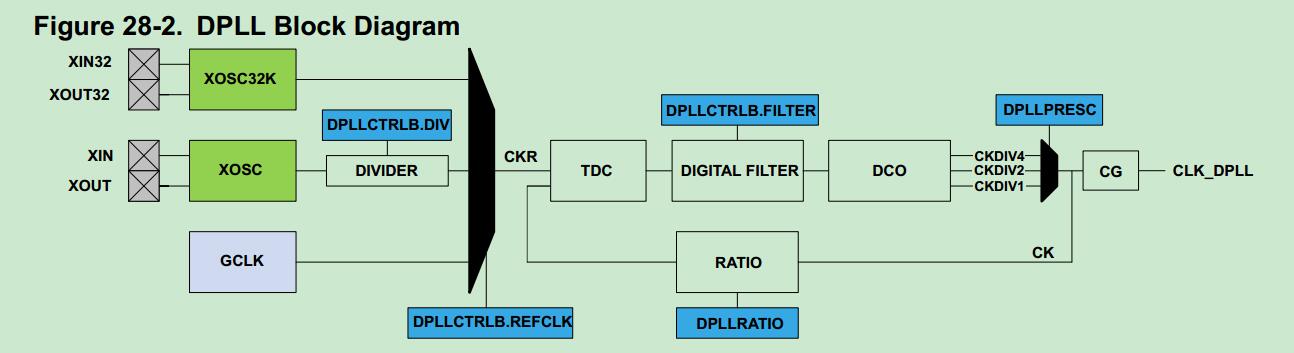 Figure 28-2. DPLL Block Diagram
XIN32
XOUT32
XOSC32K
DPLLCTRLB.DIV
XIN
XOUT
XOSC
DIVIDER
GCLK
DPLLCTRLB.REFCLK
CKR
TDC
DPLLCTRLB.FILTER
DIGITAL FILTER
DCO
DPLLPRESC
CKDIV4
CKDIV2
CKDIV1
CG
CLK_DPLL
RATIO
CK
DPLLRATIO